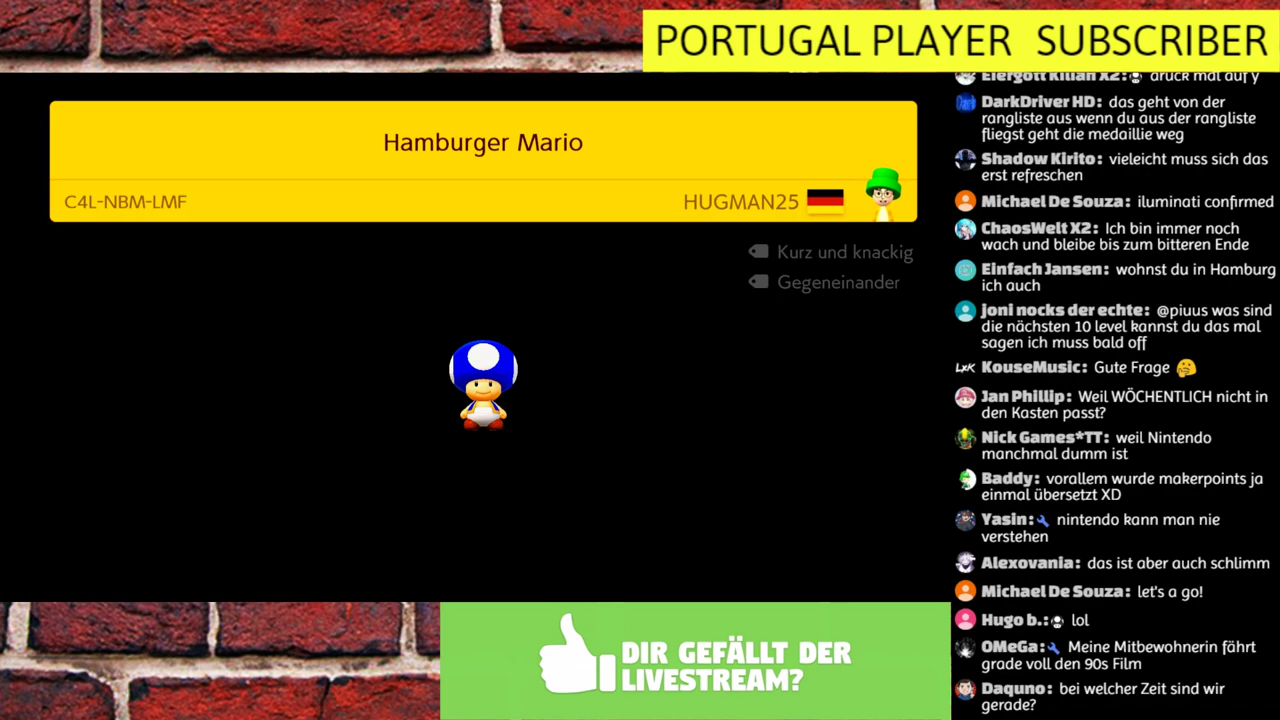 PORTUGAL PLAYER SUBSCRIBER
Hamburger Mario
C4L-NBM-LMF
HUGMAN25
Kurz und knackig
Gegeneinander
Eiergott Kilian X2: druck mal auf y
DarkDriver HD: das geht von der
rangliste aus wenn du aus der rangliste
fliegst geht die medaillie weg
Shadow Kirito: vieleicht muss sich das
erst refreschen
Michael De Souza: iluminati confirmed
ChaosWelt X2: Ich bin immer noch
wach und bleibe bis zum bitteren Ende
Einfach Jansen: wohnst du in Hamburg
ich auch
joni nocks der echte: @piuus was sind
die nächsten 10 level kannst du das mal
sagen ich muss bald off
KouseMusic: Gute Frage 🤔
Jan Phillip: Weil WÖCHENTLICH nicht in
den Kasten passt?
Nick Games*TT: weil Nintendo
manchmal dumm ist
Baddy: vorallem wurde makerpoints ja
einmal übersetzt XD
Yasin: nintendo kann man nie
verstehen
Alexovania: das ist aber auch schlimm
Michael De Souza: let's a go!
Hugo b.: lol
OMeGa: Meine Mitbewohnerin fährt
grade voll den 90s Film
Daquno: bei welcher Zeit sind wir
gerade?
DIR GEFÄLLT DER
LIVESTREAM?